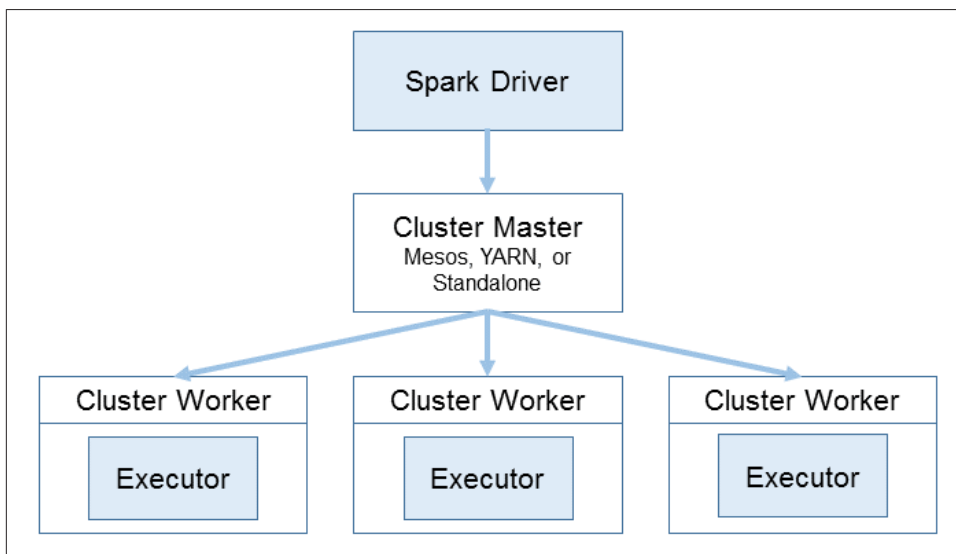 Spark Driver
Cluster Master
Mesos, YARN, or
Standalone
Cluster Worker
Cluster Worker
Cluster Worker
Executor
Executor
Executor